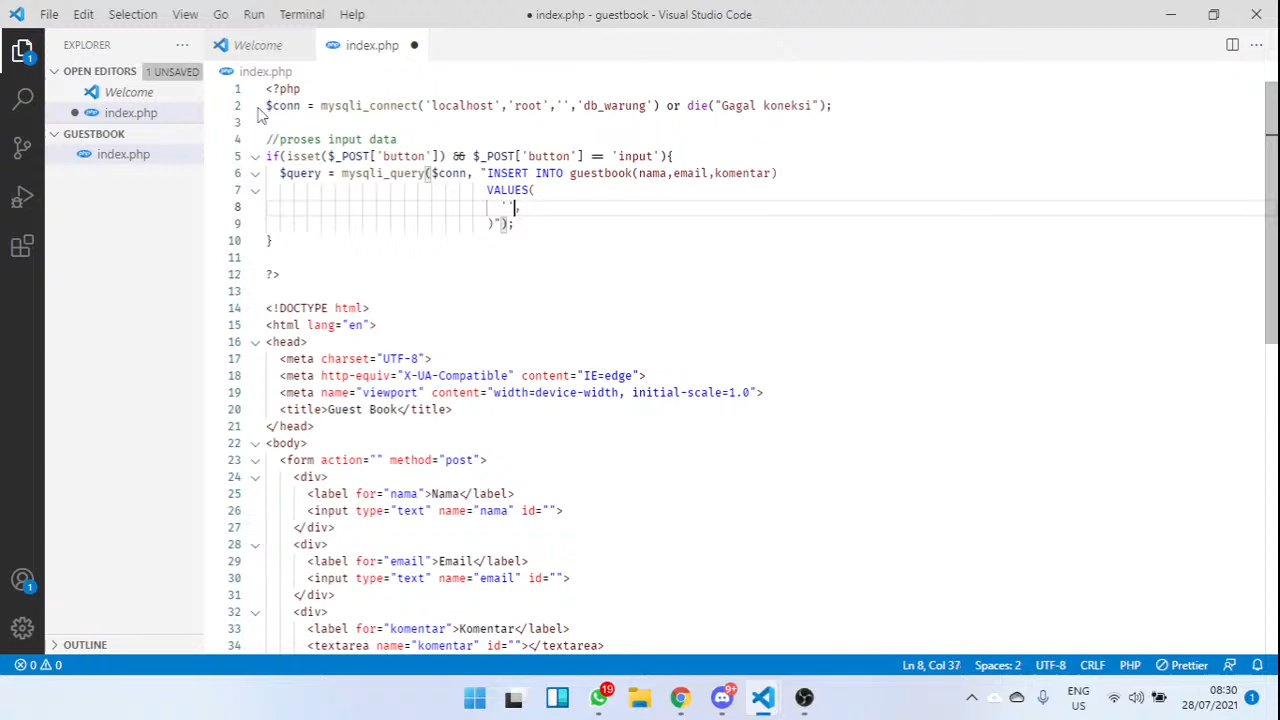 File Edit Selection View Go Run Terminal Help
● index.php - guestbook - Visual Studio Code
EXPLORER
Welcome
index.php
OPEN EDITORS 1 UNSAVED
index.php
Welcome
index.php
GUESTBOOK
index.php
1 <?php
2 $conn = mysqli_connect('localhost','root','','db_warung') or die("Gagal koneksi");
3
4 //proses input data
5 if(isset($_POST['button']) && $_POST['button'] == 'input'){
6 $query = mysqli_query($conn, "INSERT INTO guestbook(nama,email,komentar)
7 VALUES(
8 '',
9 )");
10 }
11
12 ?>
13
14 <!DOCTYPE html>
15 <html lang="en">
16 <head>
17 <meta charset="UTF-8">
18 <meta http-equiv="X-UA-Compatible" content="IE=edge">
19 <meta name="viewport" content="width=device-width, initial-scale=1.0">
20 <title>Guest Book</title>
21 </head>
22 <body>
23 <form action="" method="post">
24 <div>
25 <label for="nama">Nama</label>
26 <input type="text" name="nama" id="">
27 </div>
28 <div>
29 <label for="email">Email</label>
30 <input type="text" name="email" id="">
31 </div>
32 <div>
33 <label for="komentar">Komentar</label>
34 <textarea name="komentar" id=""></textarea>
OUTLINE
0 0
Ln 8, Col 37 Spaces: 2 UTF-8 CRLF PHP Prettier
1
1
19
9+
ENG
US
08:30
28/07/2021
1